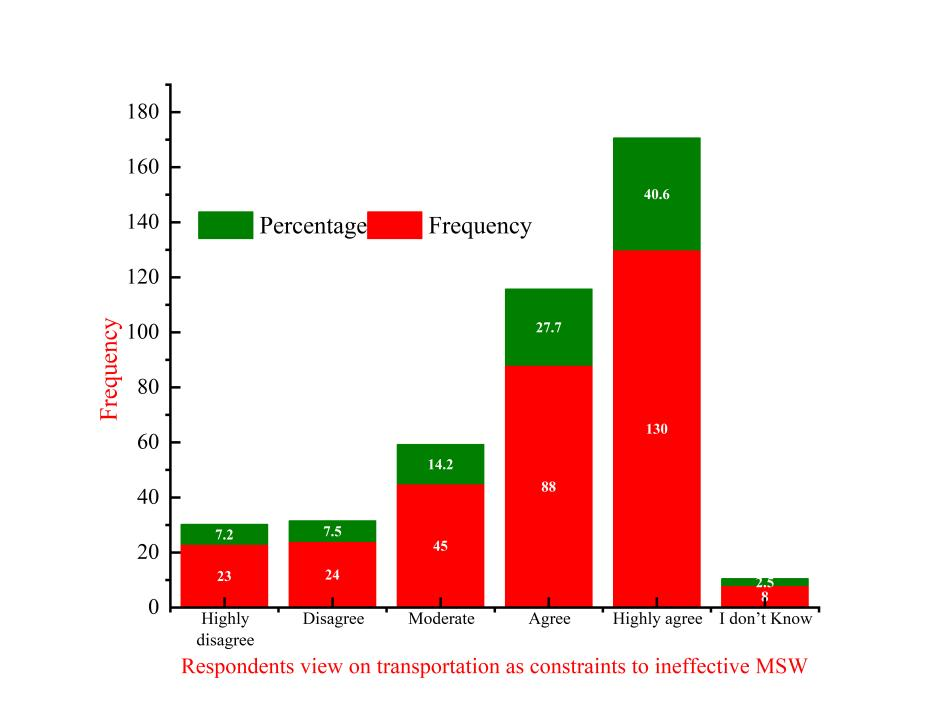 180
160
140
120
100
80
60
40
20
0
Frequency
Percentage Frequency
7.2
23
7.5
24
14.2
45
27.7
88
40.6
130
2.5
8
Highly
disagree
Disagree
Moderate
Agree
Highly agree
I don't Know
Respondents view on transportation as constraints to ineffective MSW